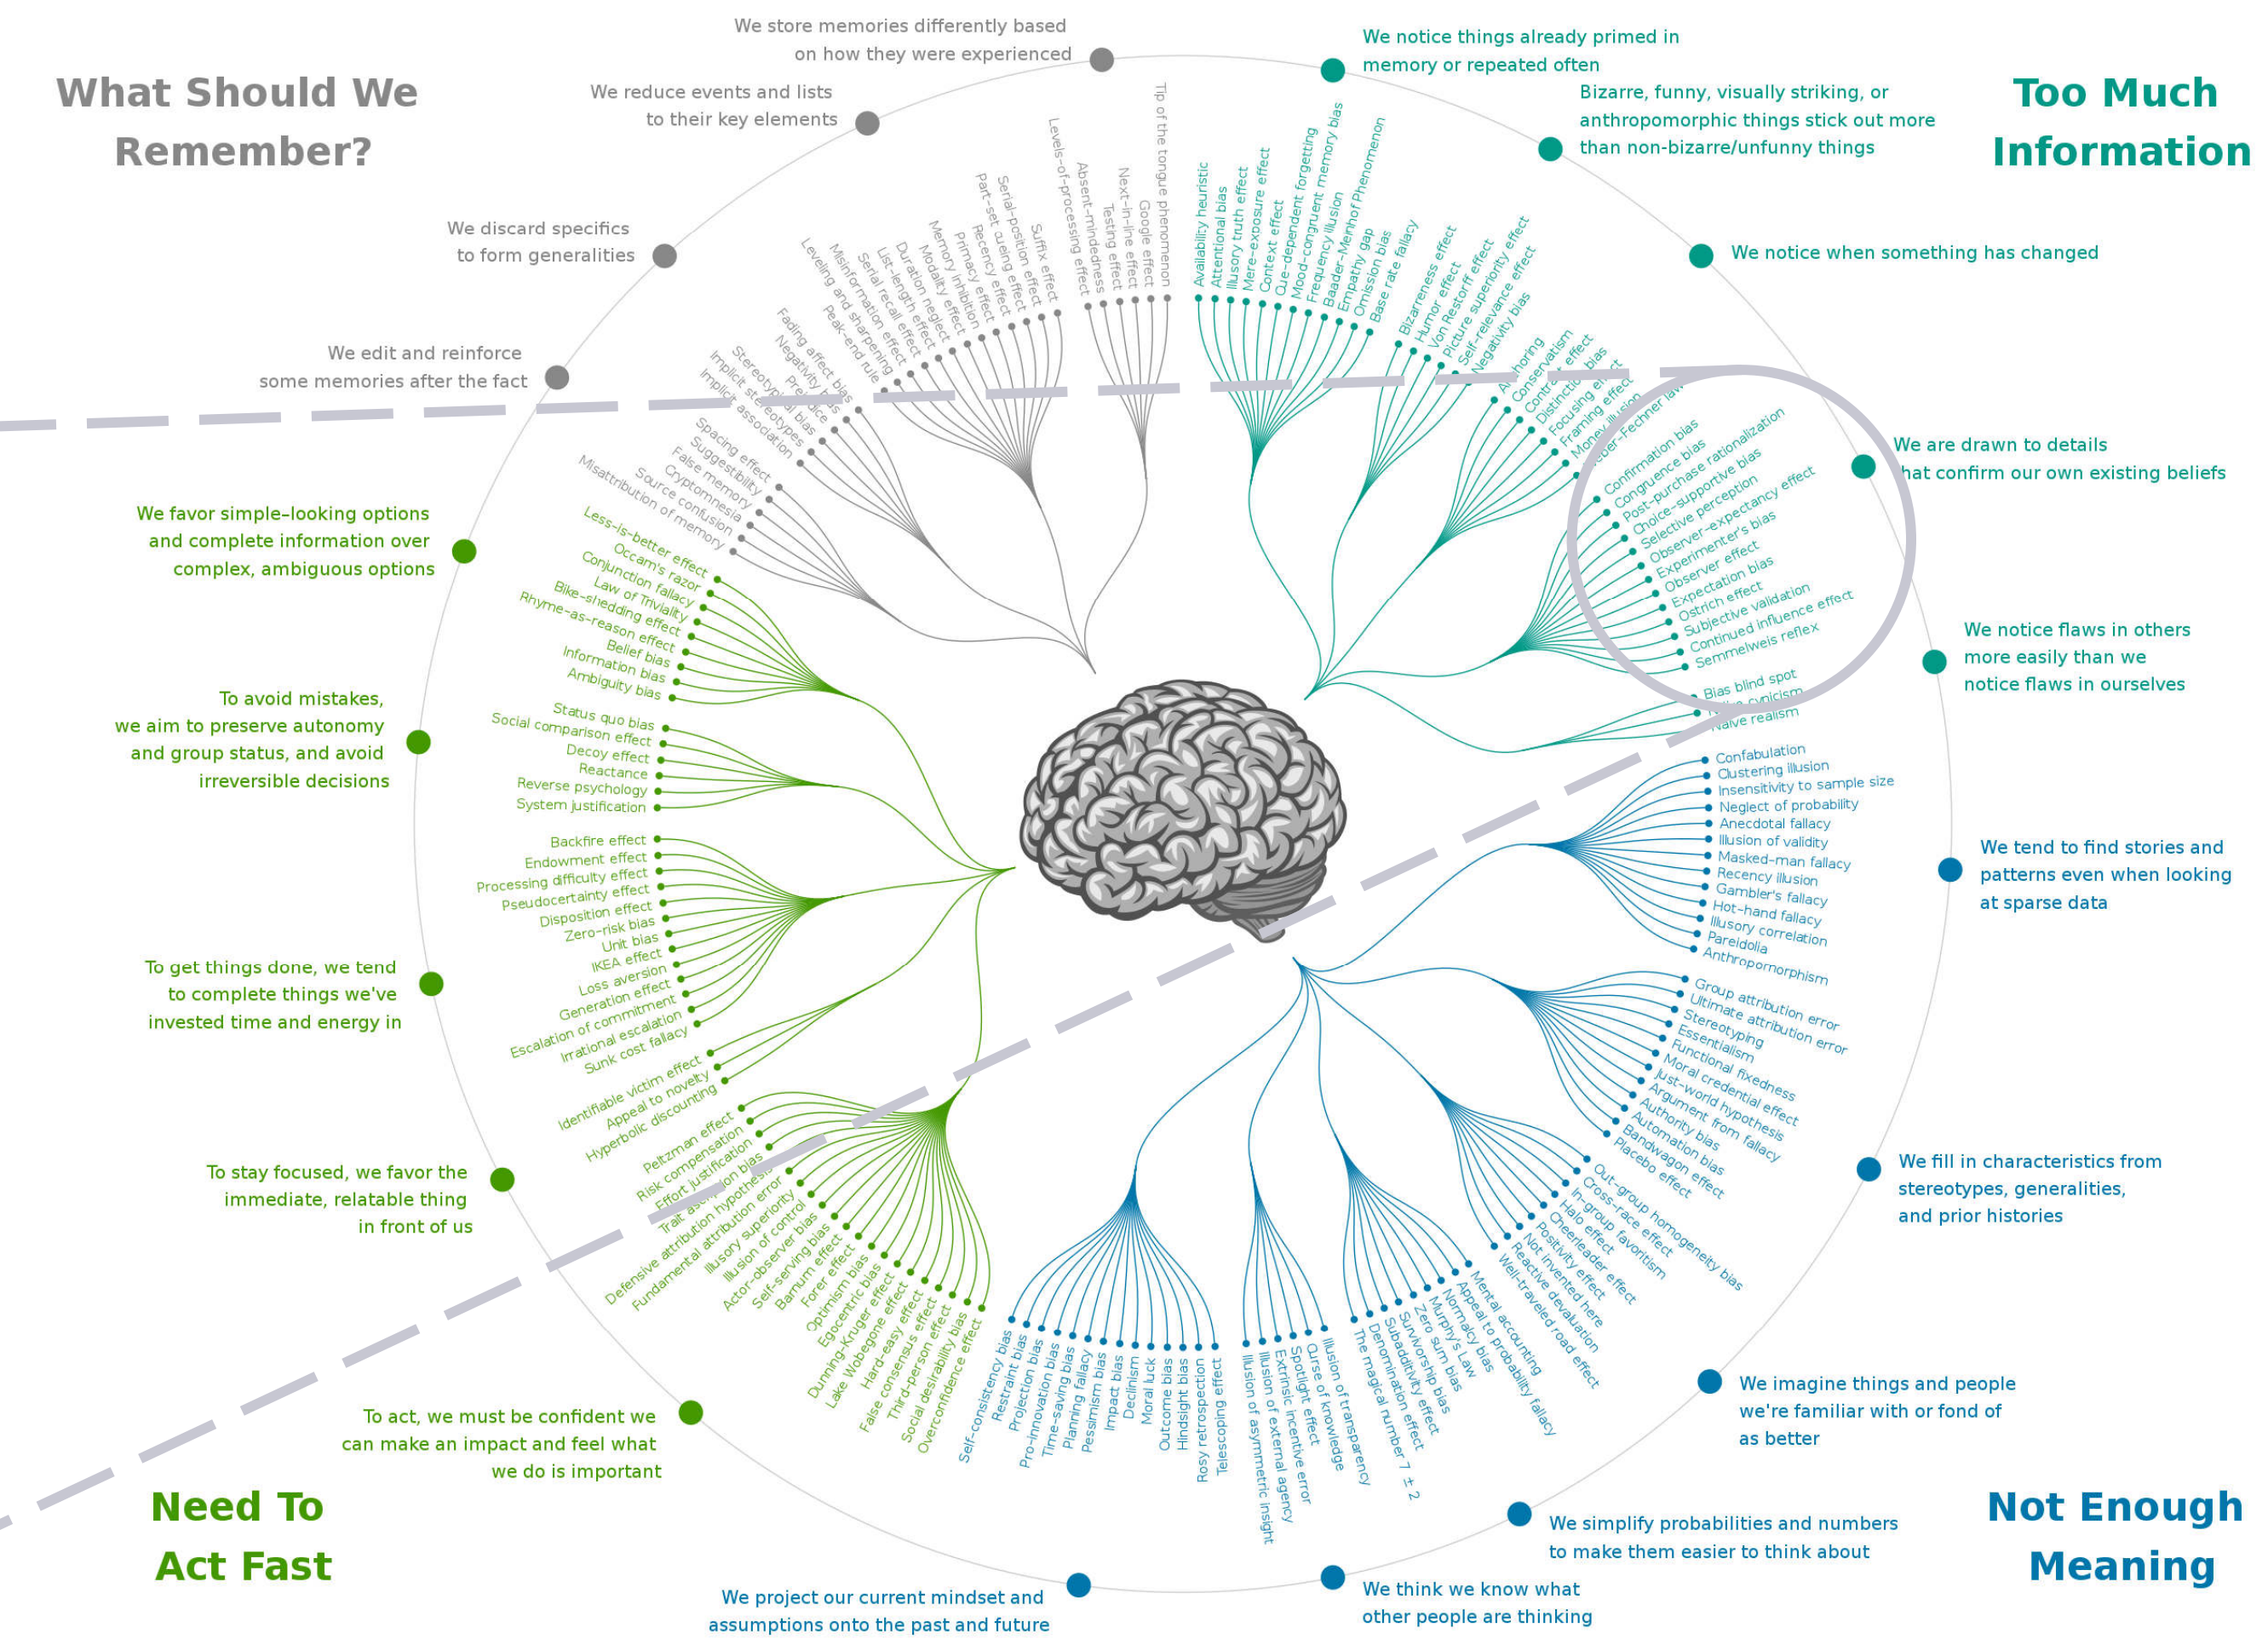 What Should We
Remember?
We store memories differently based
on how they were experienced
We reduce events and lists
to their key elements
We discard specifics
to form generalities
We edit and reinforce
some memories after the fact
Too Much
Information
We notice things already primed in
memory or repeated often
Bizarre, funny, visually striking, or
anthropomorphic things stick out more
than non-bizarre/unfunny things
We notice when something has changed
We are drawn to details
that confirm our own existing beliefs
We notice flaws in others
more easily than we
notice flaws in ourselves
Tip of the tongue phenomenon
Google effect
Next-in-line effect
Testing effect
Absent-mindedness
Levels-of-processing effect
Suffix effect
Serial-position effect
Part-set cueing effect
Recency effect
Primacy effect
Memory inhibition
Modality effect
Duration neglect
List-length effect
Serial recall effect
Misinformation effect
Leveling and sharpening
Peak-end rule
Fading affect bias
Negativity bias
Prejudice
Stereotypical bias
Implicit stereotypes
Implicit association
Spacing effect
Suggestibility
False memory
Cryptomnesia
Source confusion
Misattribution of memory
Availability heuristic
Attentional bias
Illusory truth effect
Mere-exposure effect
Context effect
Cue-dependent forgetting
Mood-congruent memory bias
Frequency illusion
Baader-Meinhof Phenomenon
Empathy gap
Omission bias
Base rate fallacy
Bizarreness effect
Humor effect
Von Restorff effect
Picture superiority effect
Self-relevance effect
Negativity bias
Anchoring
Conservatism
Contrast effect
Distinction bias
Focusing effect
Framing effect
Money illusion
Weber-Fechner law
Confirmation bias
Congruence bias
Post-purchase rationalization
Choice-supportive bias
Selective perception
Observer-expectancy effect
Experimenter's bias
Observer effect
Expectation bias
Ostrich effect
Subjective validation
Continued influence effect
Semmelweis reflex
Bias blind spot
Naïve cynicism
Naïve realism
We favor simple-looking options
and complete information over
complex, ambiguous options
To avoid mistakes,
we aim to preserve autonomy
and group status, and avoid
irreversible decisions
To get things done, we tend
to complete things we've
invested time and energy in
To stay focused, we favor the
immediate, relatable thing
in front of us
To act, we must be confident we
can make an impact and feel what
we do is important
Need To
Act Fast
Less-is-better effect
Occam's razor
Conjunction fallacy
Law of Triviality
Bike-shedding effect
Rhyme-as-reason effect
Belief bias
Information bias
Ambiguity bias
Status quo bias
Social comparison effect
Decoy effect
Reactance
Reverse psychology
System justification
Backfire effect
Endowment effect
Processing difficulty effect
Pseudocertainty effect
Disposition effect
Zero-risk bias
Unit bias
IKEA effect
Loss aversion
Generation effect
Escalation of commitment
Irrational escalation
Sunk cost fallacy
Identifiable victim effect
Appeal to novelty
Hyperbolic discounting
Peltzman effect
Risk compensation
Effort justification
Trait ascription bias
Defensive attribution hypothesis
Fundamental attribution error
Illusory superiority
Illusion of control
Actor-observer bias
Self-serving bias
Barnum effect
Forer effect
Optimism bias
Egocentric bias
Dunning-Kruger effect
Lake Wobegone effect
Hard-easy effect
False consensus effect
Third-person effect
Social desirability bias
Overconfidence effect
Confabulation
Clustering illusion
Insensitivity to sample size
Neglect of probability
Anecdotal fallacy
Illusion of validity
Masked-man fallacy
Recency illusion
Gambler's fallacy
Hot-hand fallacy
Illusory correlation
Pareidolia
Anthropornorphism
Group attribution error
Ultimate attribution error
Stereotyping
Essentialism
Functional fixedness
Moral credential effect
Just-world hypothesis
Argument from fallacy
Authority bias
Automation bias
Bandwagon effect
Placebo effect
Out-group homogeneity bias
Cross-race effect
In-group favoritism
Halo effect
Cheerleader effect
Positivity effect
Not invented here
Reactive devaluation
Well-traveled road effect
Mental accounting
Appeal to probability fallacy
Normalcy bias
Murphy's Law
Zero sum bias
Survivorship bias
Subadditivity effect
Denomination effect
The magical number 7 ± 2
Illusion of transparency
Curse of knowledge
Spotlight effect
Extrinsic incentive error
Illusion of external agency
Illusion of asymmetric insight
Telescoping effect
Rosy retrospection
Hindsight bias
Outcome bias
Moral luck
Declinism
Impact bias
Pessimism bias
Planning fallacy
Time-saving bias
Pro-innovation bias
Projection bias
Restraint bias
Self-consistency bias
We tend to find stories and
patterns even when looking
at sparse data
We fill in characteristics from
stereotypes, generalities,
and prior histories
We imagine things and people
we're familiar with or fond of
as better
We simplify probabilities and numbers
to make them easier to think about
We think we know what
other people are thinking
We project our current mindset and
assumptions onto the past and future
Not Enough
Meaning